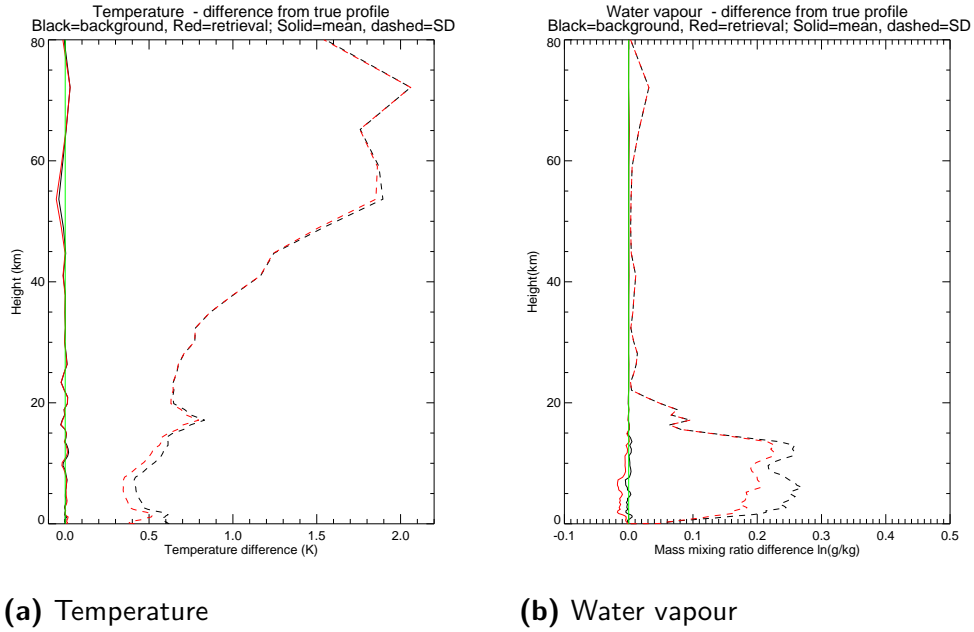 Temperature - difference from true profile
Black=background, Red=retrieval; Solid=mean, dashed=SD
80
60
40
20
0
Height (km)
0.0 0.5 1.0 1.5 2.0
Temperature difference (K)
(a) Temperature
Water vapour - difference from true profile
Black=background, Red=retrieval; Solid=mean, dashed=SD
80
60
40
20
0
Height(km)
-0.1 0.0 0.1 0.2 0.3 0.4 0.5
Mass mixing ratio difference ln(g/kg)
(b) Water vapour